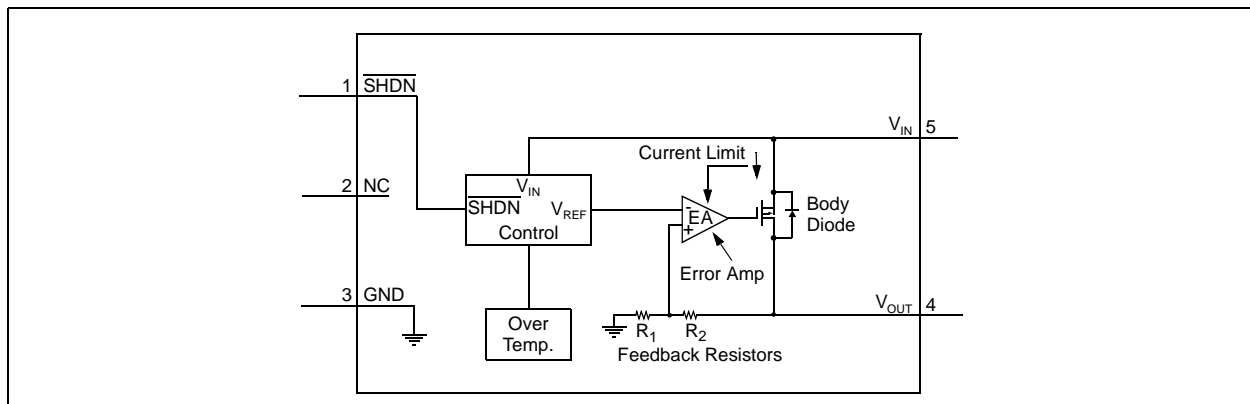 1 SHDN
V_IN 5
Current Limit
2 NC
V_IN
SHDN V_REF
Control
-
EA
+
Body
Diode
Error Amp
3 GND
V_OUT 4
Over
Temp.
R_1 R_2
Feedback Resistors